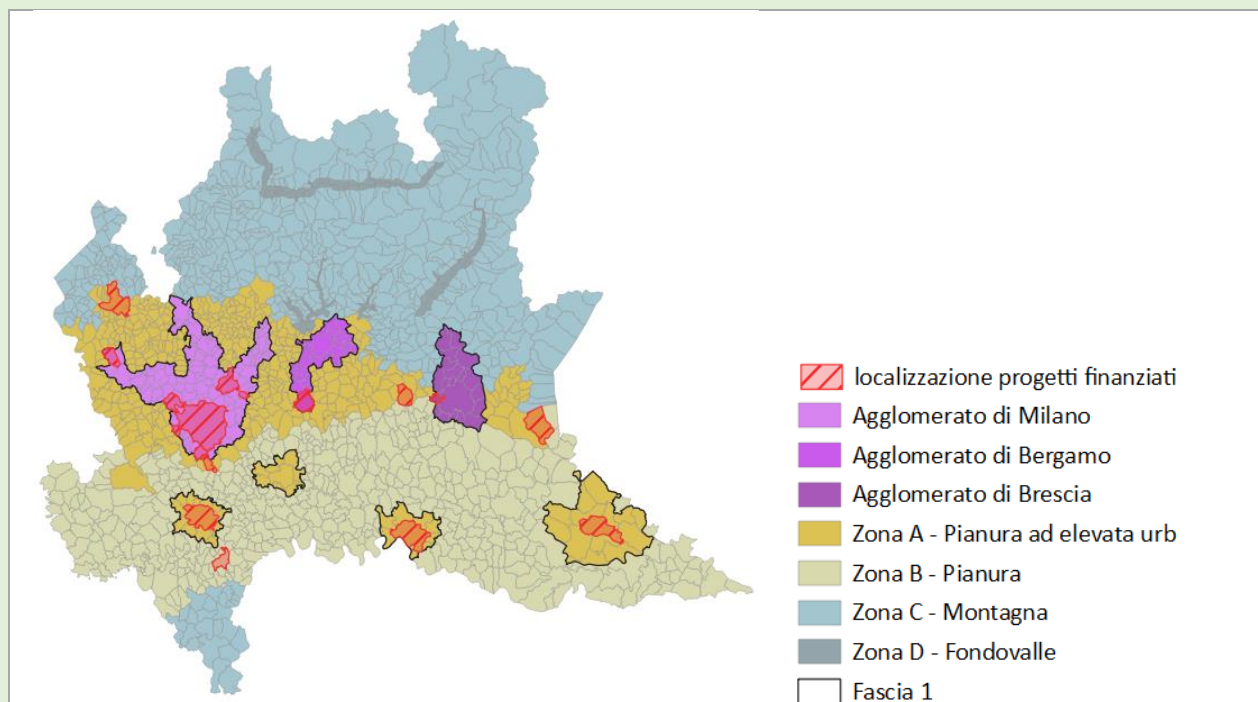 localizzazione progetti finanziati
Agglomerato di Milano
Agglomerato di Bergamo
Agglomerato di Brescia
Zona A - Pianura ad elevata urb
Zona B - Pianura
Zona C - Montagna
Zona D - Fondovalle
Fascia 1